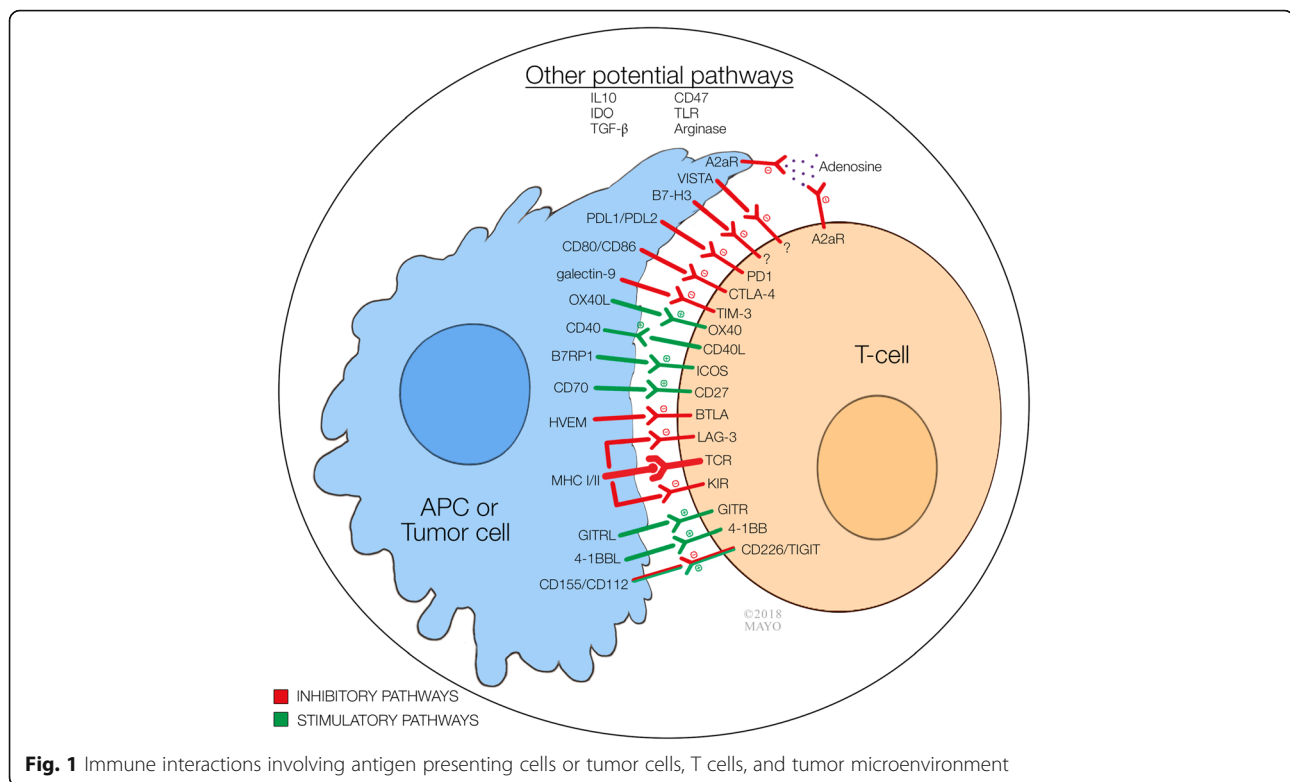 Other potential pathways
IL10 CD47
IDO TLR
TGF-β Arginase
A2aR
Adenosine
VISTA
B7-H3
A2aR
PDL1/PDL2
?
CD80/CD86
?
PD1
galectin-9
CTLA-4
OX40L
TIM-3
CD40
OX40
CD40L
B7RP1
T-cell
ICOS
CD70
CD27
HVEM
BTLA
LAG-3
TCR
MHC I/II
KIR
APC or
Tumor cell
GITR
GITRL
4-1BB
4-1BBL
CD226/TIGIT
CD155/CD112
©2018
MAYO
INHIBITORY PATHWAYS
STIMULATORY PATHWAYS
Fig. 1 Immune interactions involving antigen presenting cells or tumor cells, T cells, and tumor microenvironment